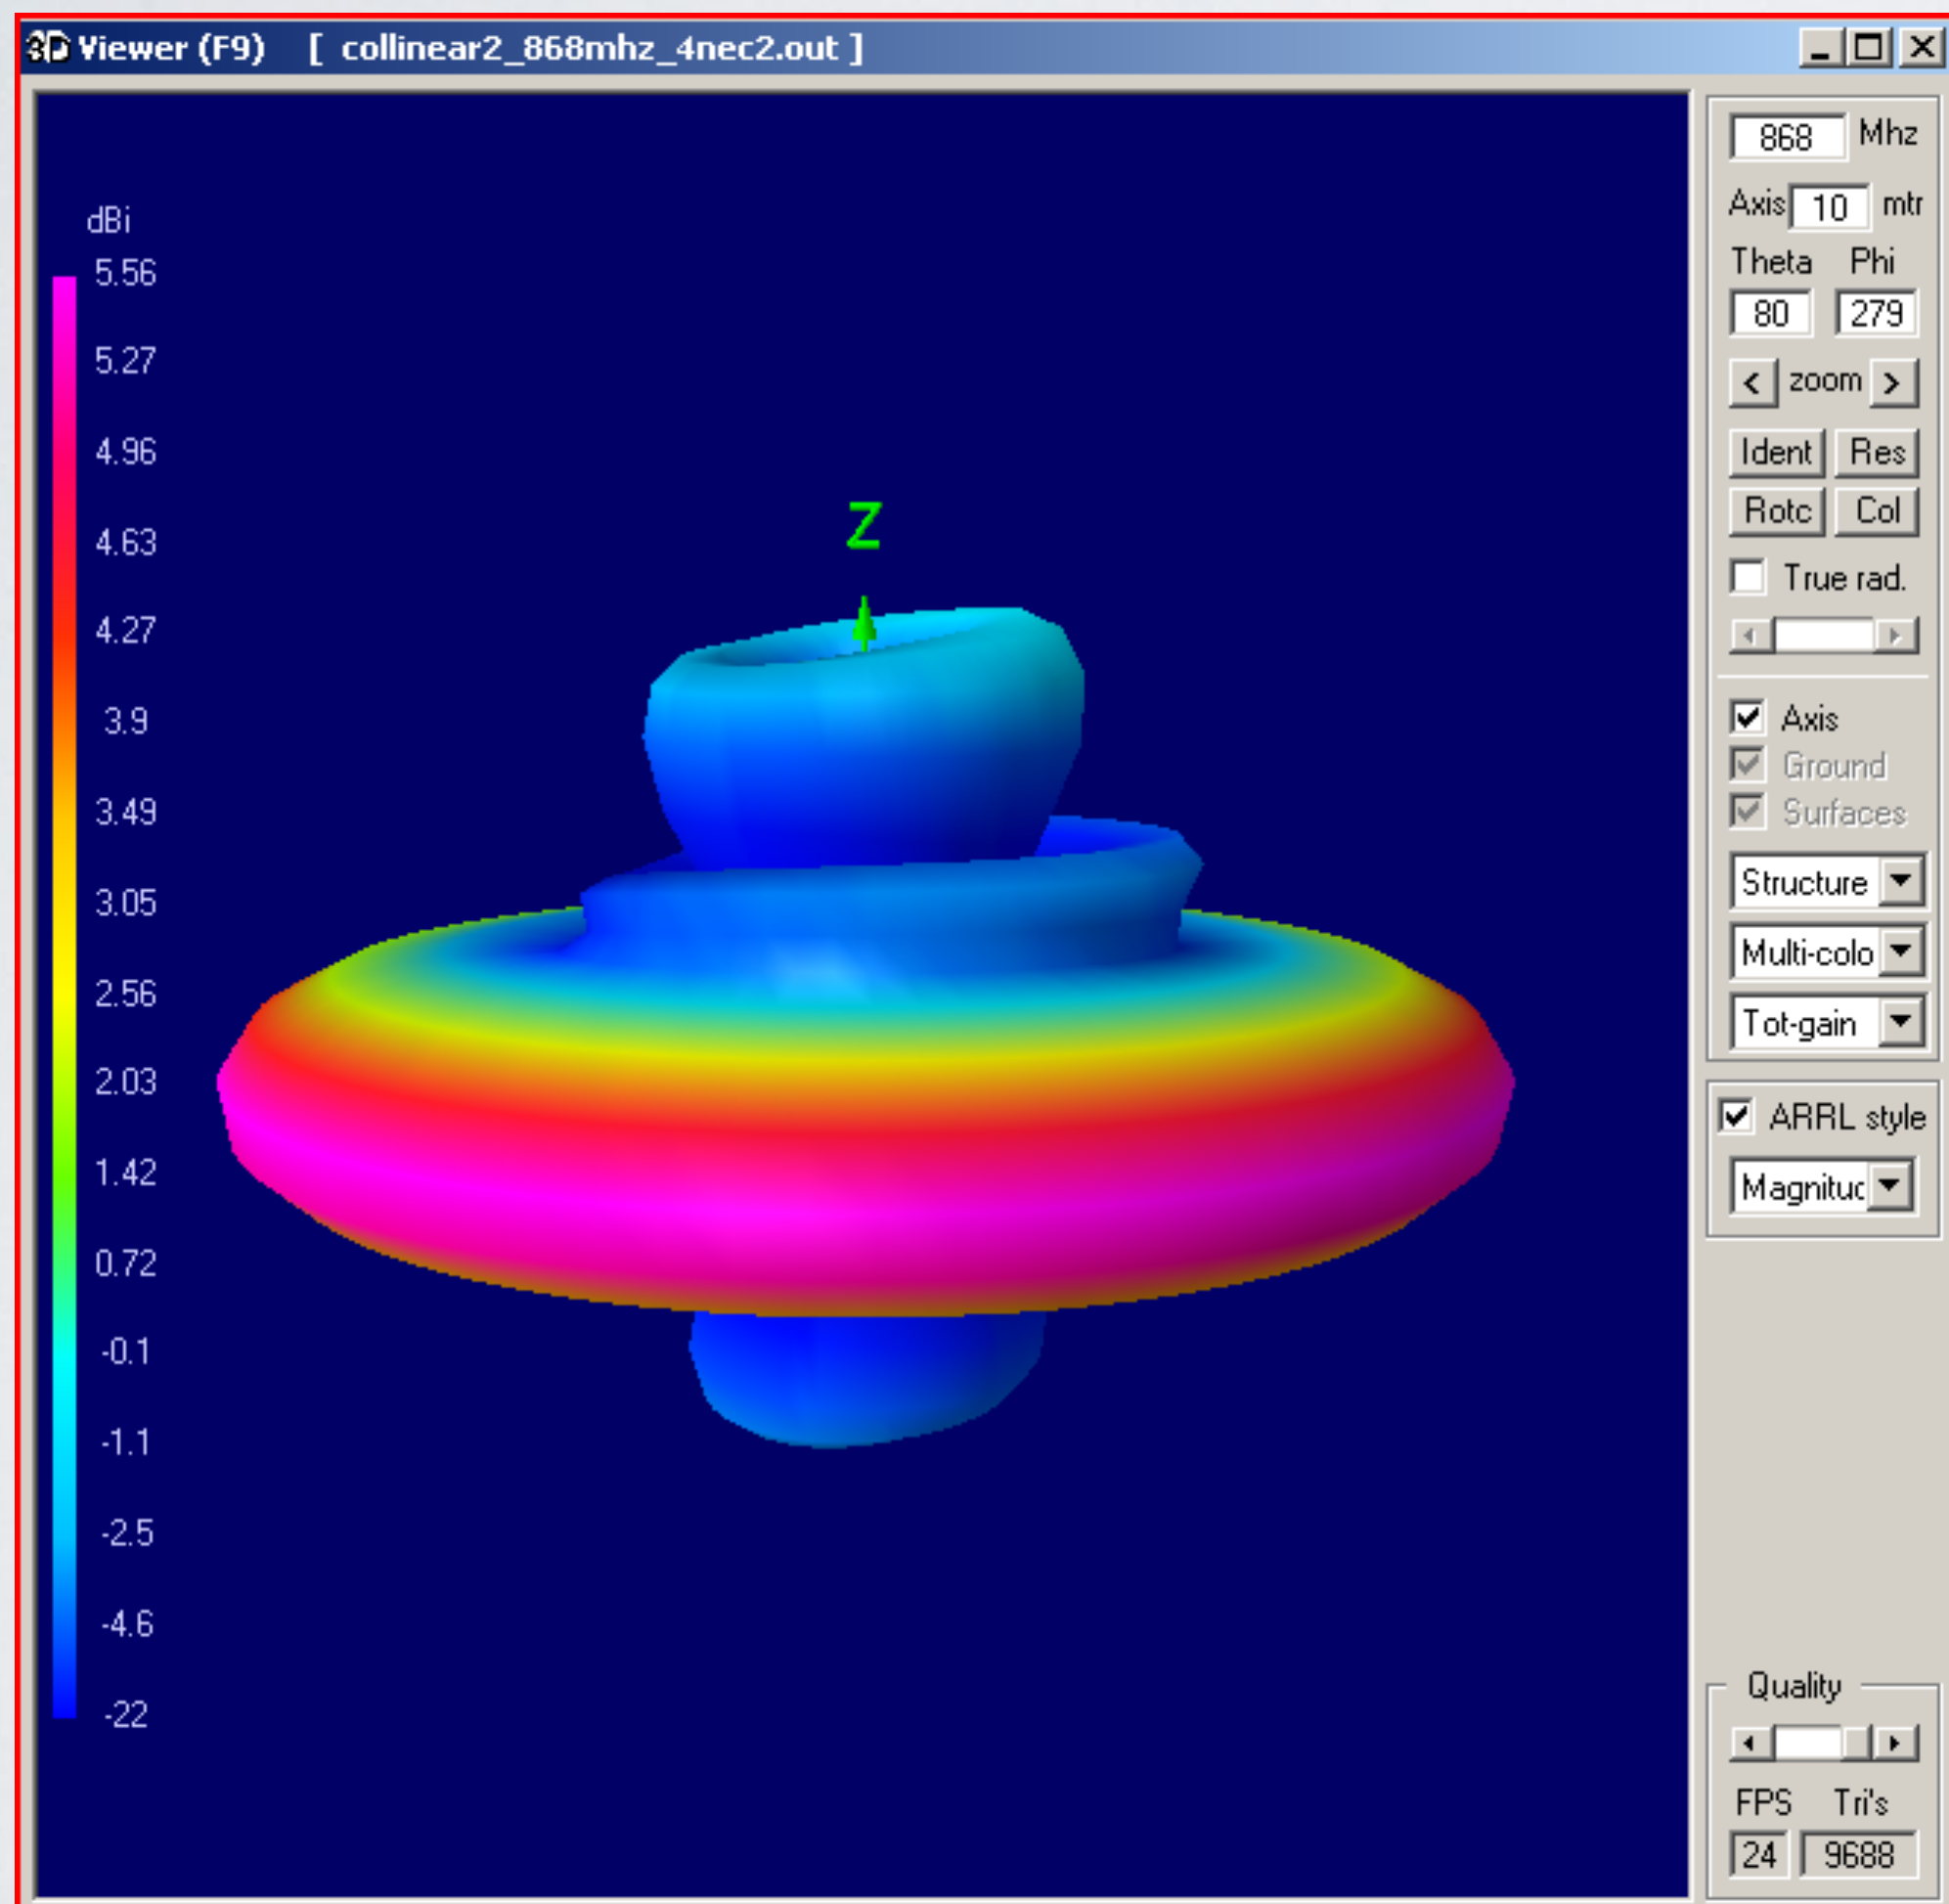 3D Viewer (F9) [ collinear2_868mhz_4nec2.out ]
dBi
5.56
5.27
4.96
4.63
4.27
3.9
3.49
3.05
2.56
2.03
1.42
0.72
-0.1
-1.1
-2.5
-4.6
-22
Z
868 Mhz
Axis 10 mtr
Theta Phi
80 279
< zoom >
Ident Res
Rotc Col
True rad.
Axis
Ground
Surfaces
Structure
Multi-colo
Tot-gain
ARRL style
Magnituc
Quality
FPS Tri's
24 9688